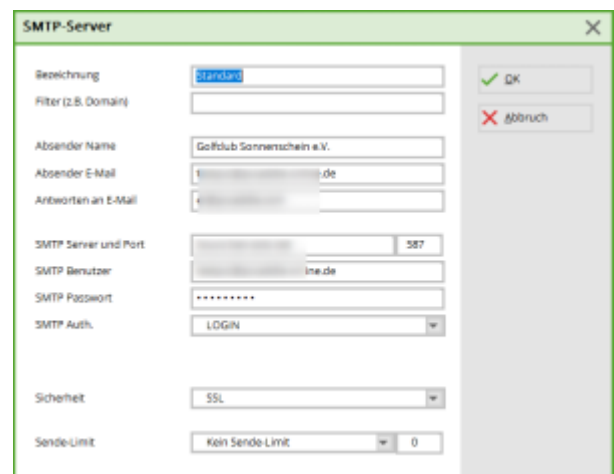 SMTP-Server
Bezeichnung Standard
OK
Filter (z.B. Domain)
Abbruch
Absender Name Golfclub Sonnenschein e.V.
Absender E-Mail .de
Antworten an E-Mail
SMTP Server und Port 587
SMTP Benutzer ine.de
SMTP Passwort •••••••••
SMTP Auth. LOGIN
Sicherheit SSL
Sende-Limit Kein Sende-Limit 0